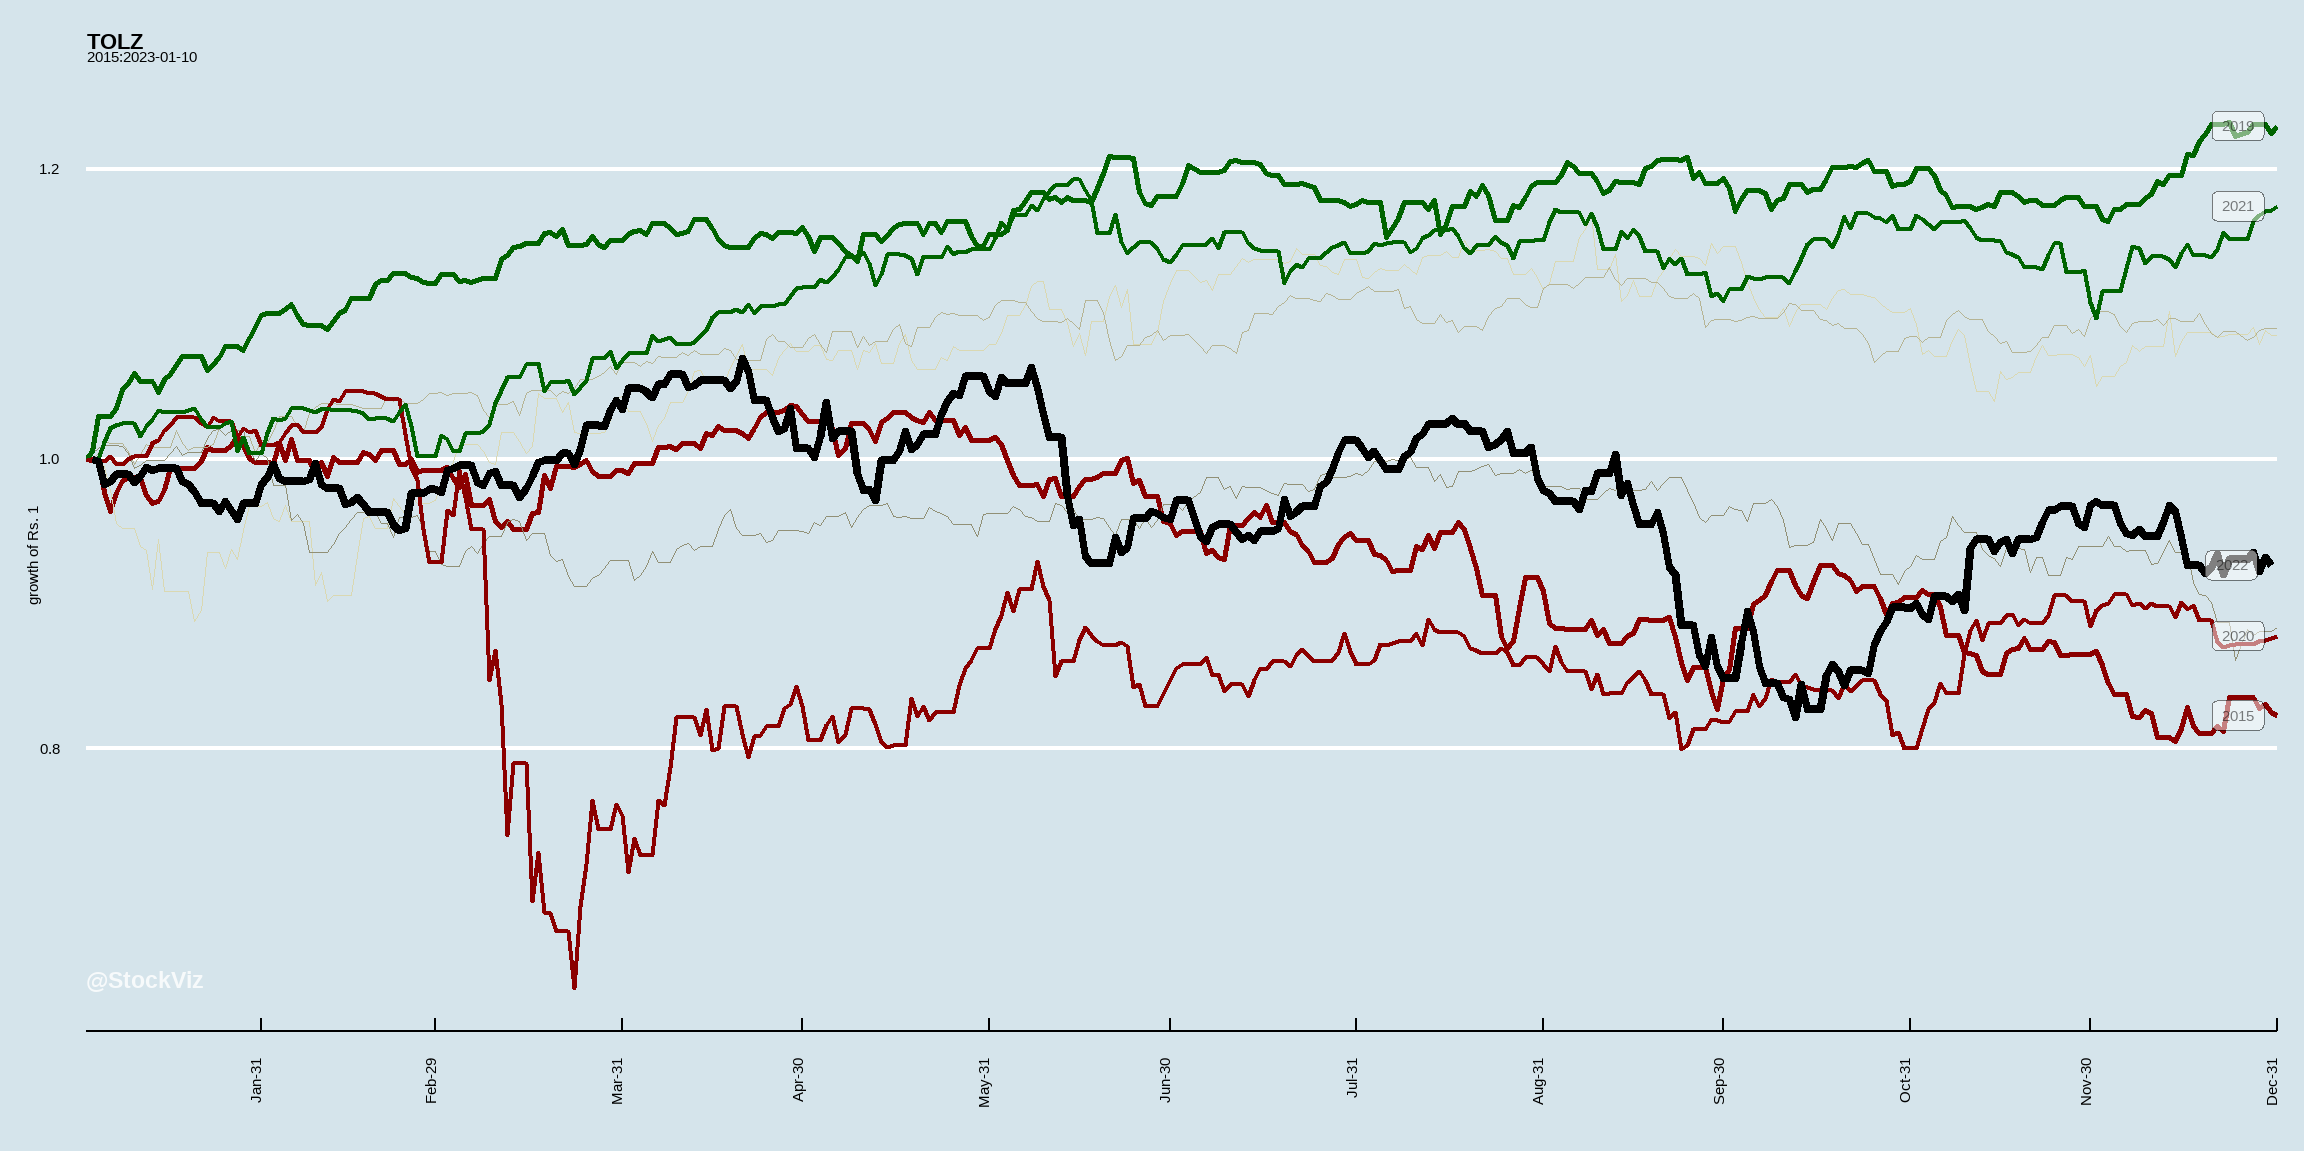 TOLZ
2015:2023-01-10
growth of Rs. 1
1.2
1.0
0.8
2019
2021
2022
2020
2015
@StockViz
Jan-31
Feb-29
Mar-31
Apr-30
May-31
Jun-30
Jul-31
Aug-31
Sep-30
Oct-31
Nov-30
Dec-31